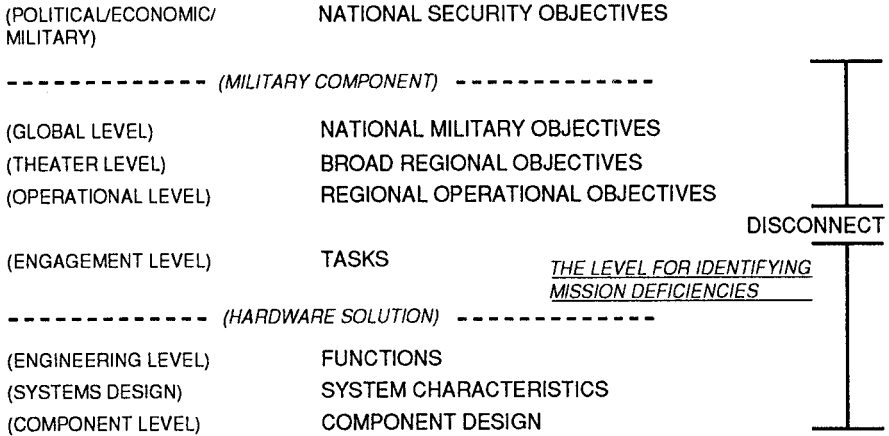 (POLITICAL/ECONOMIC/ NATIONAL SECURITY OBJECTIVES
MILITARY)
(MILITARY COMPONENT)
(GLOBAL LEVEL) NATIONAL MILITARY OBJECTIVES
(THEATER LEVEL) BROAD REGIONAL OBJECTIVES
(OPERATIONAL LEVEL) REGIONAL OPERATIONAL OBJECTIVES
DISCONNECT
(ENGAGEMENT LEVEL) TASKS THE LEVEL FOR IDENTIFYING
MISSION DEFICIENCIES
(HARDWARE SOLUTION)
(ENGINEERING LEVEL) FUNCTIONS
(SYSTEMS DESIGN) SYSTEM CHARACTERISTICS
(COMPONENT LEVEL) COMPONENT DESIGN